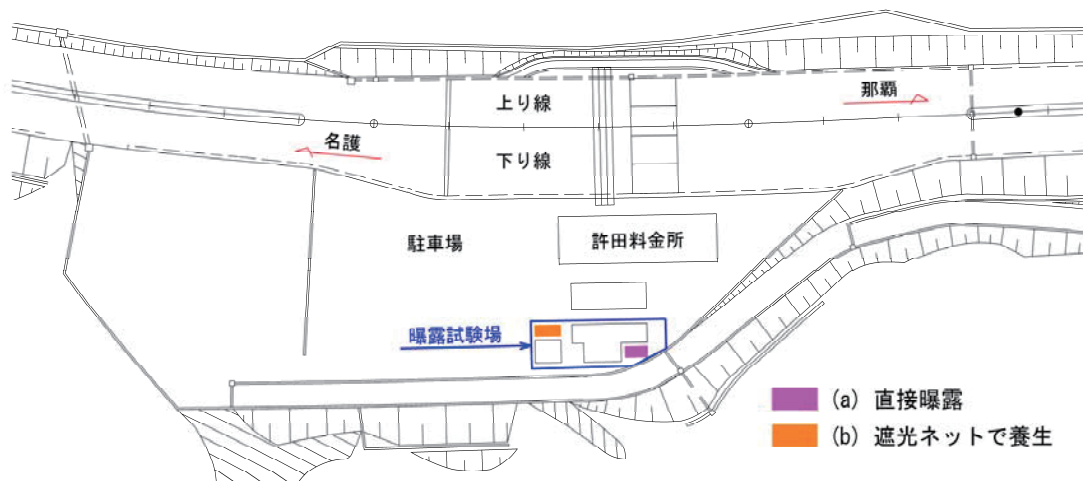 上り線
那覇
名護
下り線
駐車場
許田料金所
曝露試験場
(a) 直接曝露
(b) 遮光ネットで養生